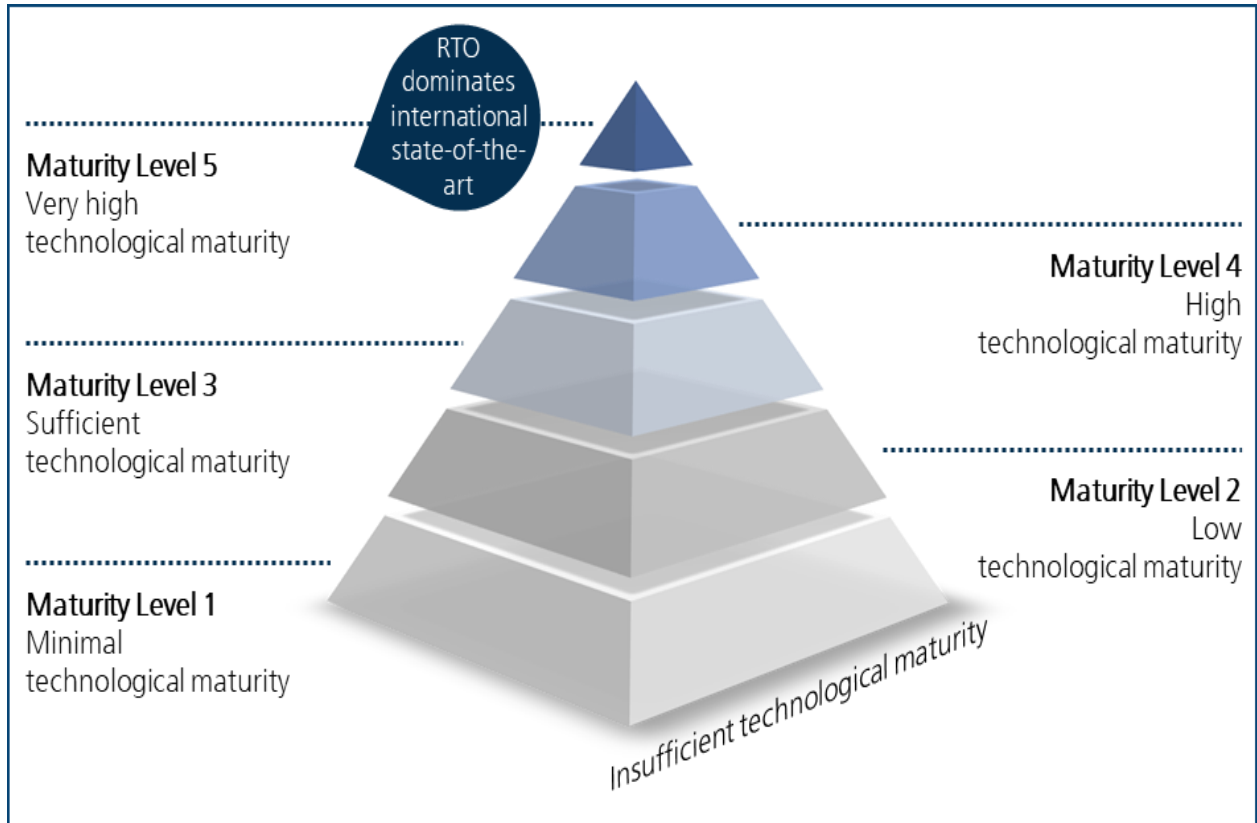 RTO
dominates
international
state-of-the-
art
Maturity Level 5
Very high
technological maturity
Maturity Level 4
High
technological maturity
Maturity Level 3
Sufficient
technological maturity
Maturity Level 2
Low
technological maturity
Maturity Level 1
Minimal
technological maturity
Insufficient technological maturity